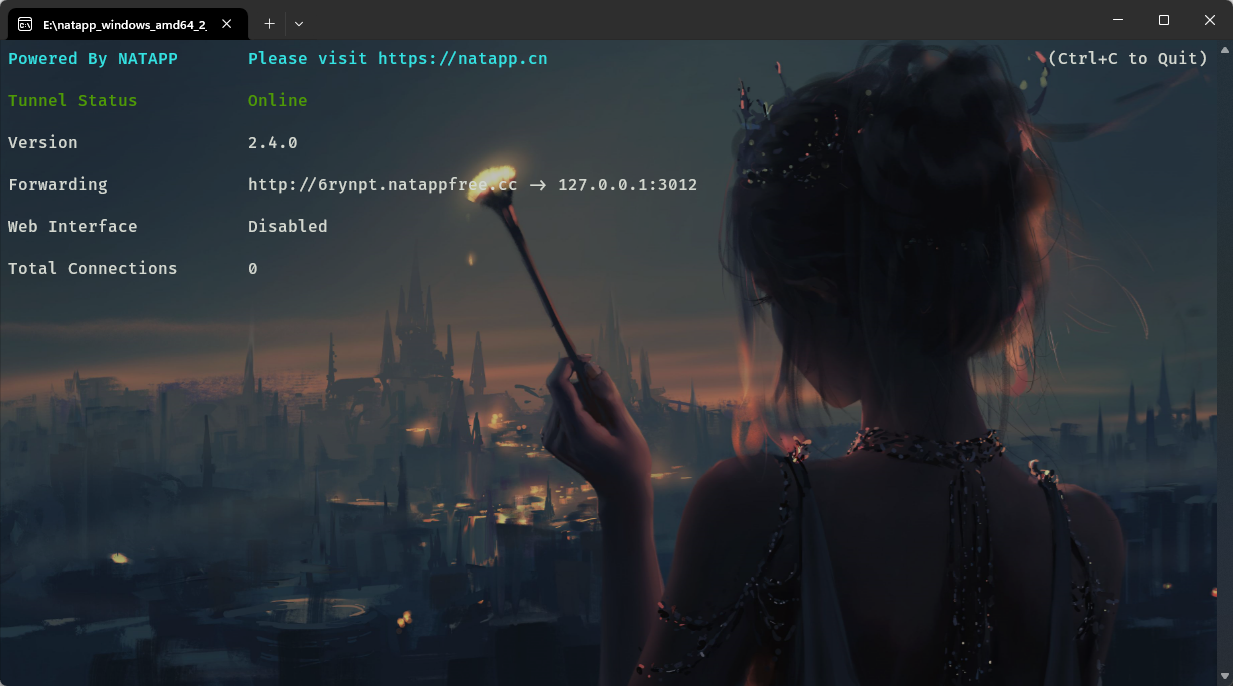 E:\natapp_windows_amd64_2_
Powered By NATAPP Please visit https://natapp.cn (Ctrl+C to Quit)
Tunnel Status Online
Version 2.4.0
Forwarding http://6rynpt.natappfree.cc -> 127.0.0.1:3012
Web Interface Disabled
Total Connections 0